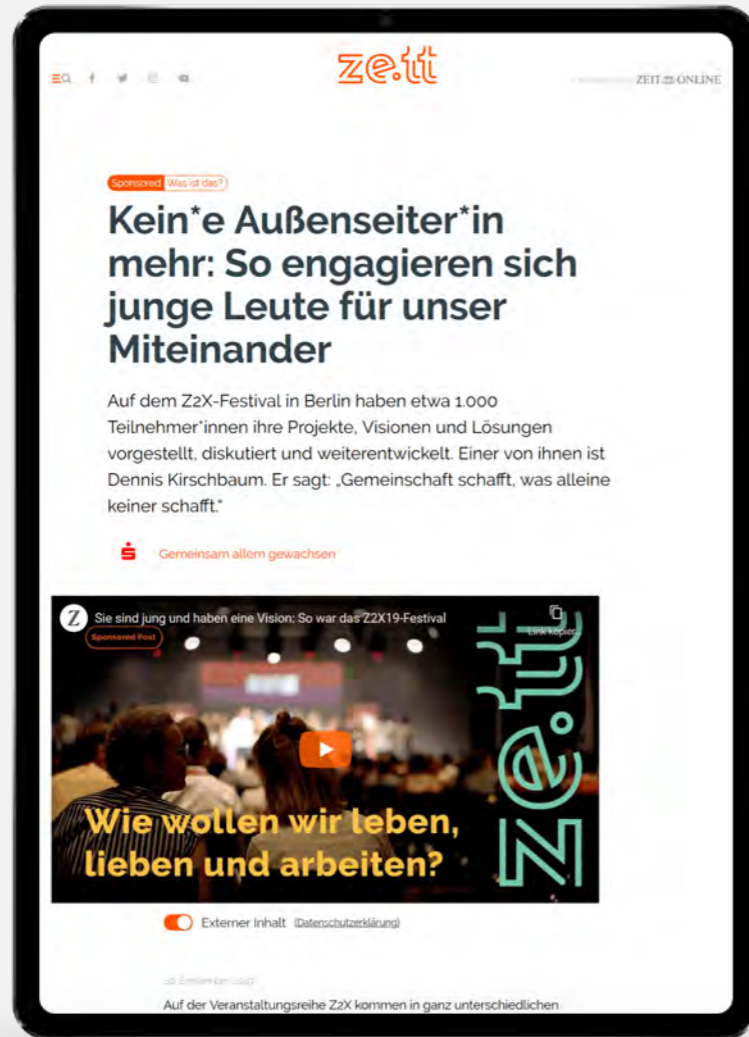 ze.tt
ZEIT ONLINE
Sponsored Was ist das?
Kein*e Außenseiter*in
mehr: So engagieren sich
junge Leute für unser
Miteinander
Auf dem Z2X-Festival in Berlin haben etwa 1.000
Teilnehmer*innen ihre Projekte, Visionen und Lösungen
vorgestellt, diskutiert und weiterentwickelt. Einer von ihnen ist
Dennis Kirschbaum. Er sagt: „Gemeinschaft schafft, was alleine
keiner schafft.“
Gemeinsam allem gewachsen
Z Sie sind jung und haben eine Vision: So war das Z2X19-Festival
Link kopier...
Sponsored Post
ze.tt
Wie wollen wir leben,
lieben und arbeiten?
Externer Inhalt (Datenschutzerklärung)
Auf der Veranstaltungsreihe Z2X kommen in ganz unterschiedlichen